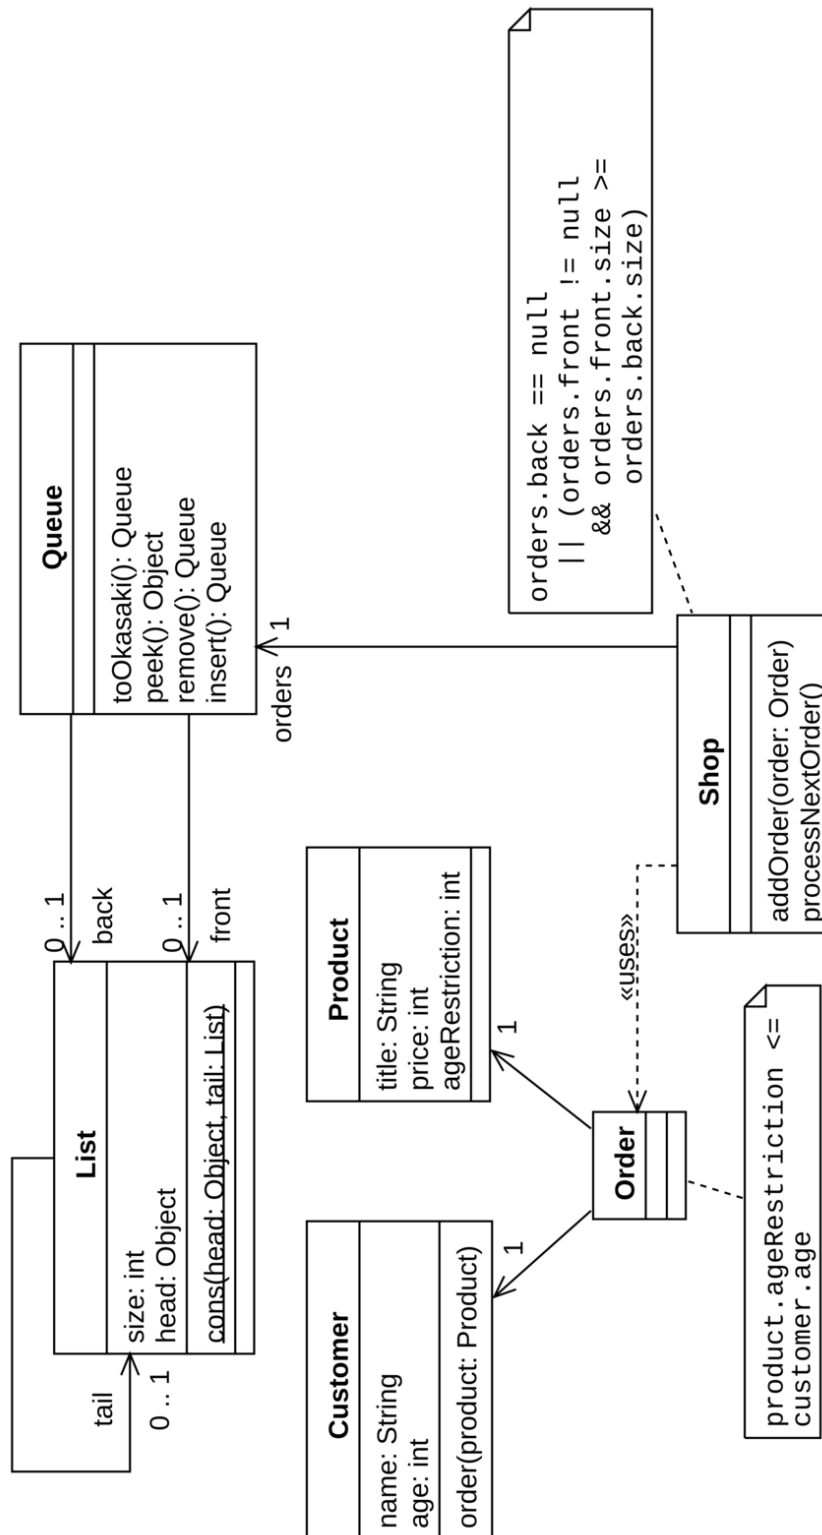 List
size: int
head: Object
cons(head: Object, tail: List)
tail
0 .. 1
0 .. 1
back
0 .. 1
front
Queue
toOkasaki(): Queue
peek(): Object
remove(): Queue
insert(): Queue
orders
1
Customer
name: String
age: int
order(product: Product)
1
Product
title: String
price: int
ageRestriction: int
1
Order
«uses»
Shop
addOrder(order: Order)
processNextOrder()
orders.back == null
|| (orders.front != null
&& orders.front.size >=
orders.back.size)
product.ageRestriction <=
customer.age